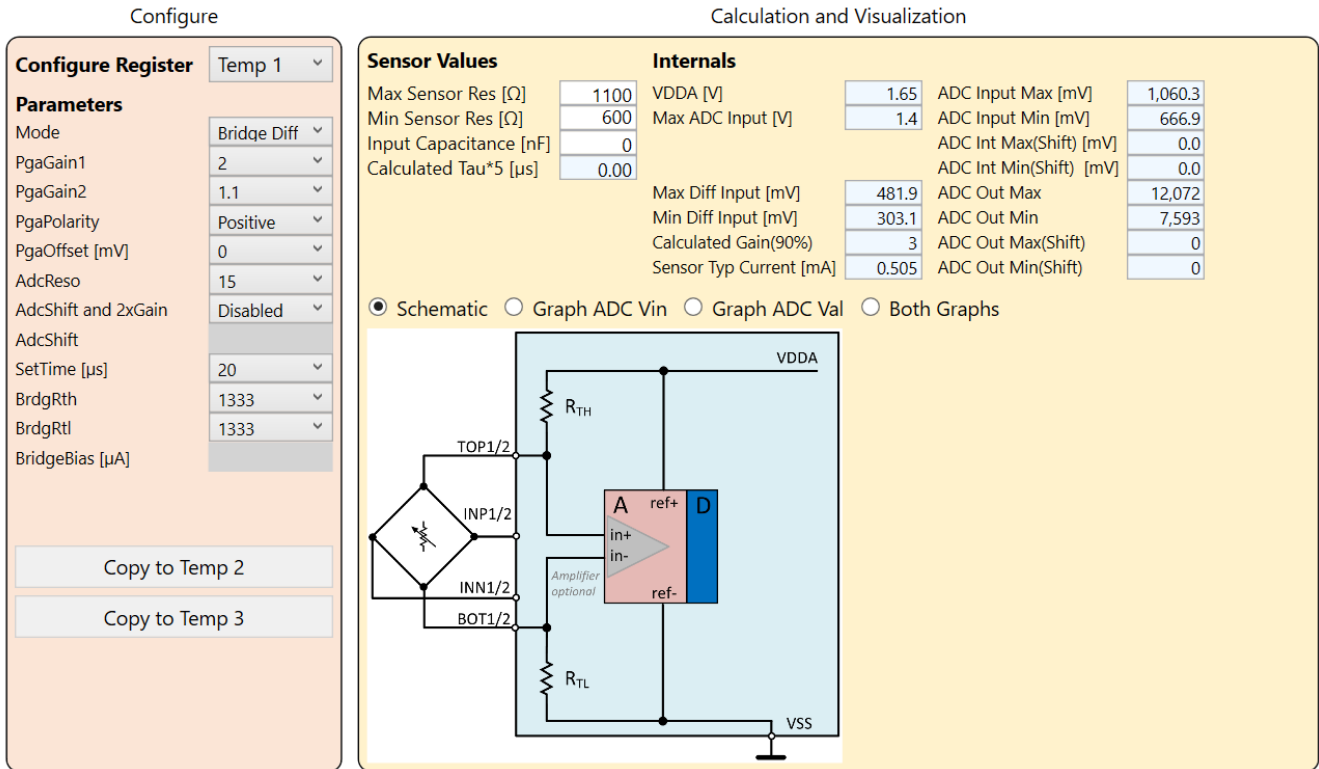 Configure
Calculation and Visualization
Configure Register Temp 1
Parameters
Mode Bridge Diff
PgaGain1 2
PgaGain2 1.1
PgaPolarity Positive
PgaOffset [mV] 0
AdcReso 15
AdcShift and 2xGain Disabled
AdcShift
SetTime [µs] 20
BrdgRth 1333
BrdgRtl 1333
BridgeBias [µA]
Copy to Temp 2
Copy to Temp 3
Sensor Values
Max Sensor Res [Ω] 1100
Min Sensor Res [Ω] 600
Input Capacitance [nF] 0
Calculated Tau*5 [µs] 0.00
Internals
VDDA [V] 1.65 ADC Input Max [mV] 1,060.3
Max ADC Input [V] 1.4 ADC Input Min [mV] 666.9
ADC Int Max(Shift) [mV] 0.0
ADC Int Min(Shift) [mV] 0.0
Max Diff Input [mV] 481.9 ADC Out Max 12,072
Min Diff Input [mV] 303.1 ADC Out Min 7,593
Calculated Gain(90%) 3 ADC Out Max(Shift) 0
Sensor Typ Current [mA] 0.505 ADC Out Min(Shift) 0
Schematic Graph ADC Vin Graph ADC Val Both Graphs
VDDA
RTH
TOP1/2
INP1/2
A ref+ D
in+
in-
Amplifier
optional
INN1/2
ref-
BOT1/2
RTL
VSS